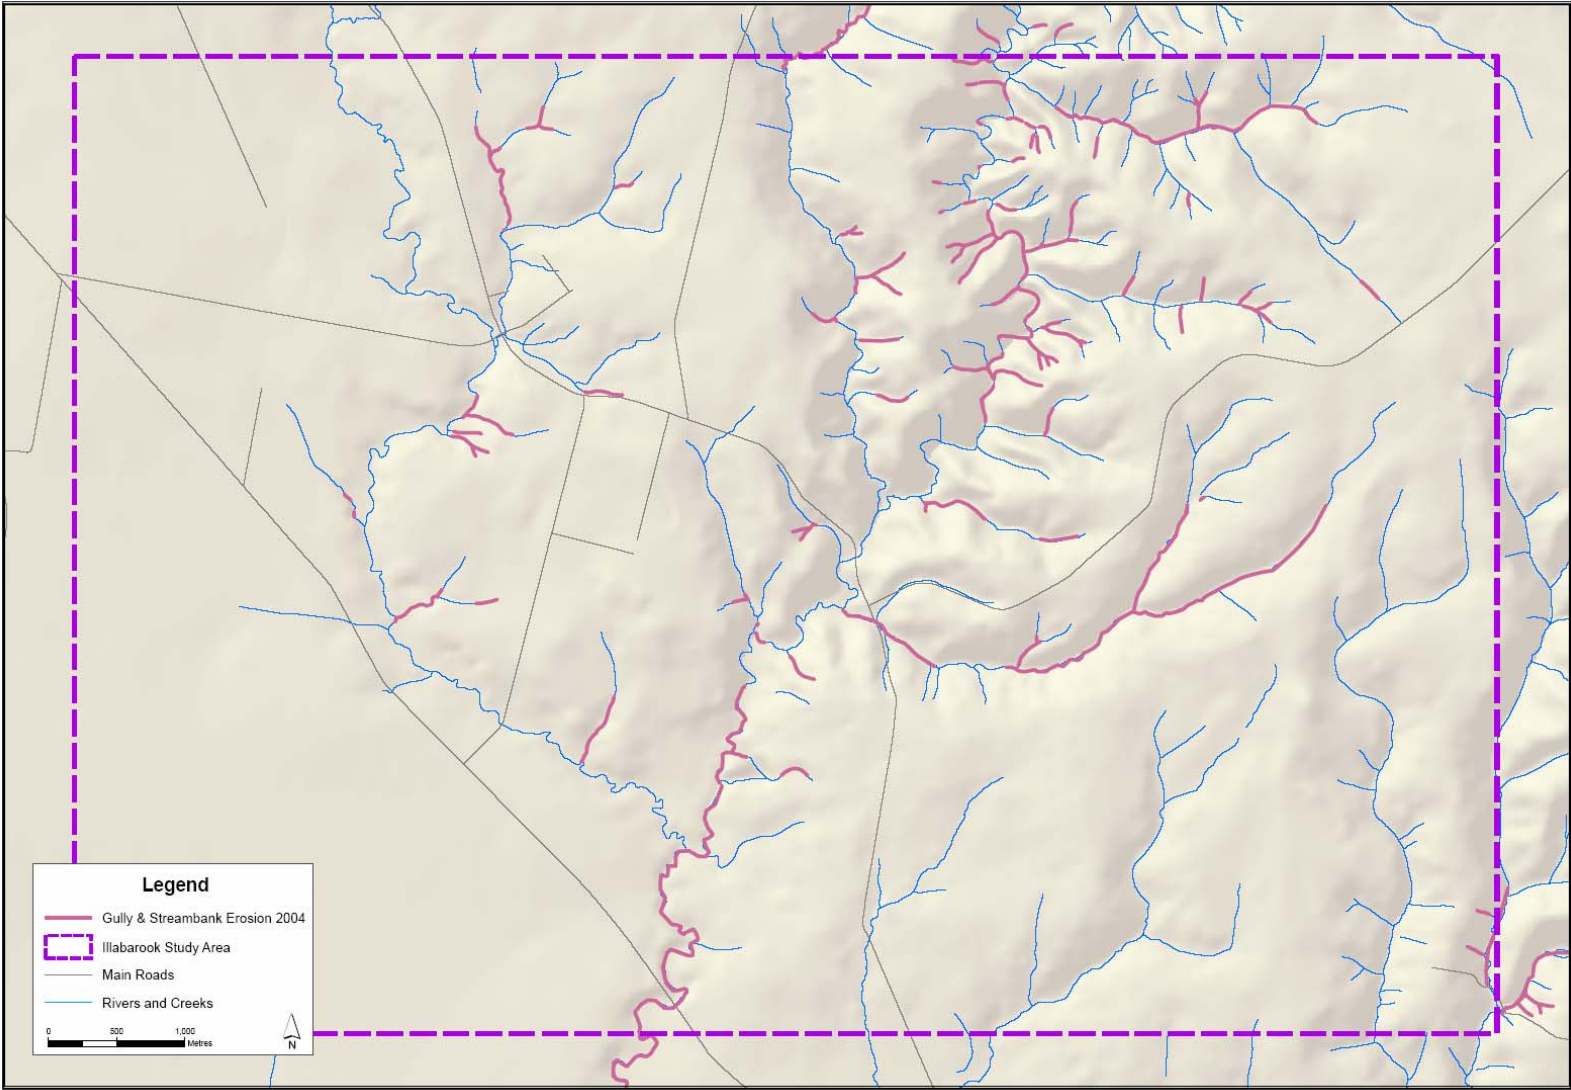 Legend
Gully & Streambank Erosion 2004
Illabarook Study Area
Main Roads
Rivers and Creeks
0 500 1,000
Metres
N